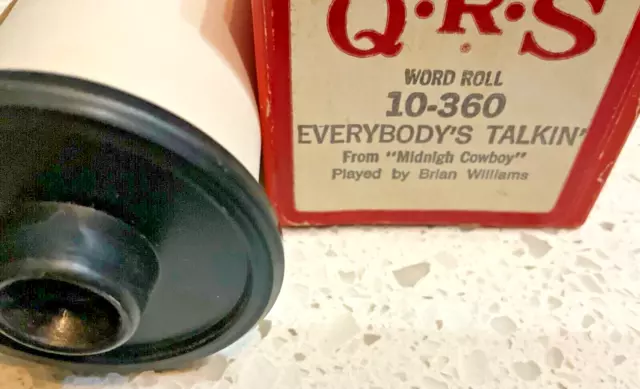 Q·R·S
®
WORD ROLL
10-360
EVERYBODY'S TALKIN'
From "Midnigh Cowboy"
Played by Brian Williams